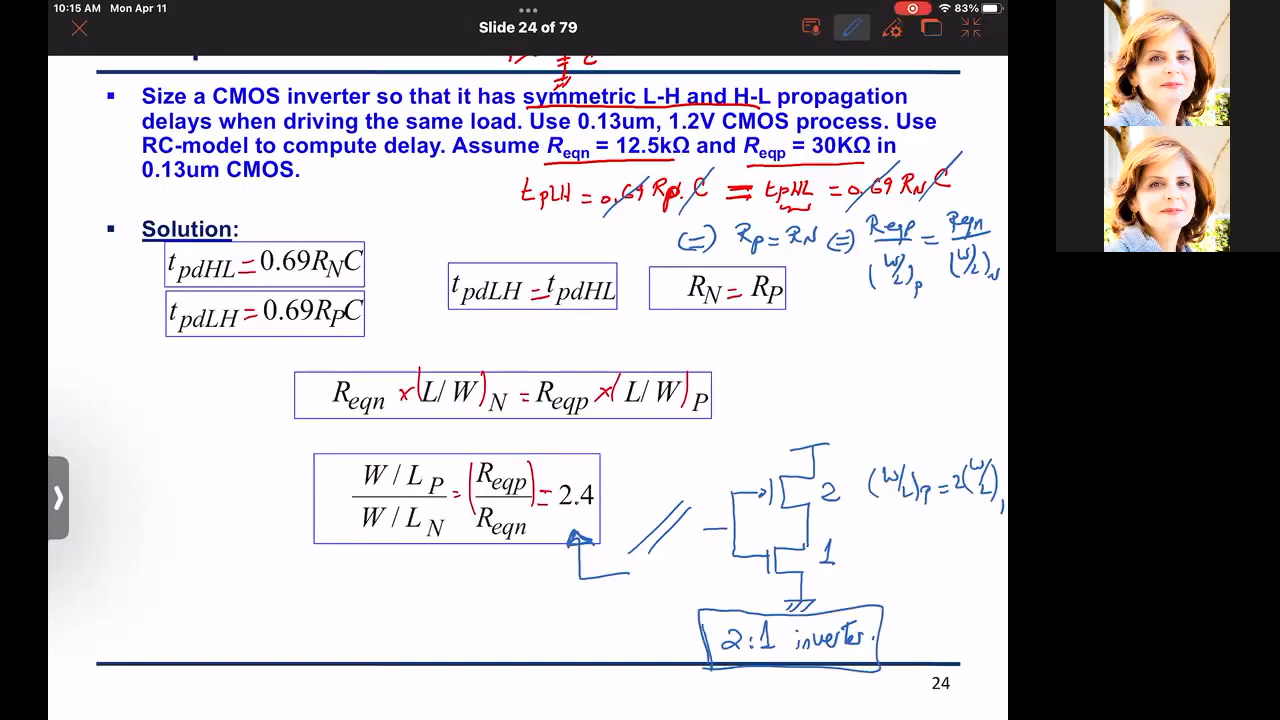 10:15 AM Mon Apr 11
83%
Slide 24 of 79
C
Size a CMOS inverter so that it has symmetric L-H and H-L propagation
delays when driving the same load. Use 0.13um, 1.2V CMOS process. Use
RC-model to compute delay. Assume Reqn = 12.5kΩ and Reqp = 30KΩ in
0.13um CMOS.
tpLH = 0.69 Rp. C = tpHL = 0.69 RN C
Solution:
⇔ Rp = RN ⇔ Reqp/(W/L)p = Reqn/(W/L)N
tpdHL = 0.69RNC
tpdLH = 0.69RPC
tpdLH = tpdHL
RN = RP
Reqn × (L/W)N = Reqp × (L/W)P
W / LP / W / LN = (Reqp / Reqn) = 2.4
2
(W/L)P = 2(W/L)
1
2:1 inverter.
24